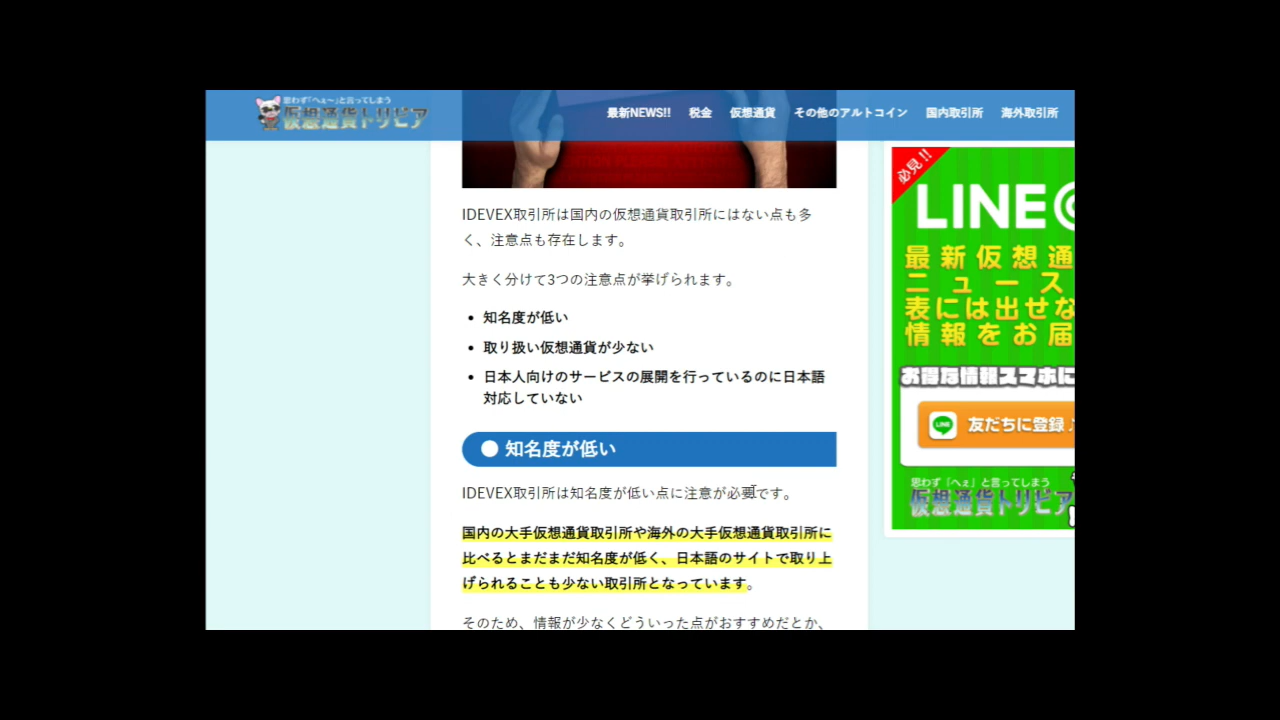 思わず「へぇ～」と言ってしまう
仮想通貨トリビア
最新NEWS!! 税金 仮想通貨 その他のアルトコイン 国内取引所 海外取引所
IDEVEX取引所は国内の仮想通貨取引所にはない点も多
く、注意点も存在します。
大きく分けて3つの注意点が挙げられます。
• 知名度が低い
• 取り扱い仮想通貨が少ない
• 日本人向けのサービスの展開を行っているのに日本語
対応していない
知名度が低い
IDEVEX取引所は知名度が低い点に注意が必要です。
国内の大手仮想通貨取引所や海外の大手仮想通貨取引所に
比べるとまだまだ知名度が低く、日本語のサイトで取り上
げられることも少ない取引所となっています。
そのため、情報が少なくどういった点がおすすめだとか、
必見!!
LINE@
最新仮想通
ニュース
表には出せな
情報をお届
お得な情報スマホに
LINE
友だちに登録♪
思わず「へぇ」と言ってしまう
仮想通貨トリビア